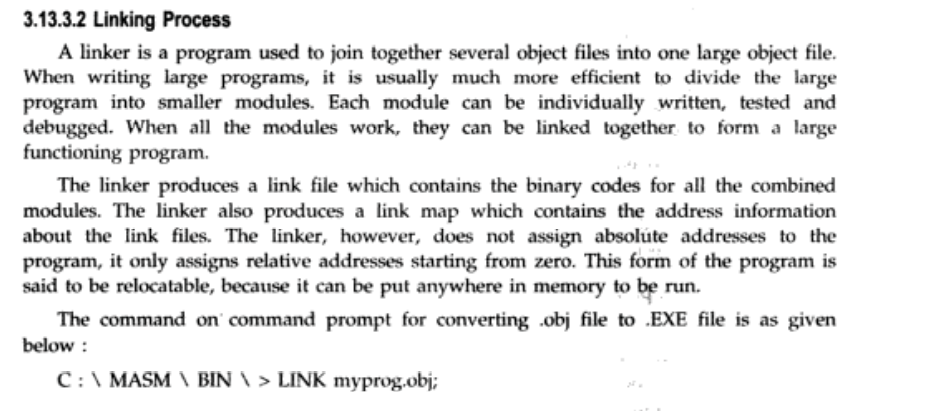 3.13.3.2 Linking Process
A linker is a program used to join together several object files into one large object file.
When writing large programs, it is usually much more efficient to divide the large
program into smaller modules. Each module can be individually written, tested and
debugged. When all the modules work, they can be linked together to form a large
functioning program.
The linker produces a link file which contains the binary codes for all the combined
modules. The linker also produces a link map which contains the address information
about the link files. The linker, however, does not assign absolute addresses to the
program, it only assigns relative addresses starting from zero. This form of the program is
said to be relocatable, because it can be put anywhere in memory to be run.
The command on command prompt for converting .obj file to .EXE file is as given
below :
C : \ MASM \ BIN \ > LINK myprog.obj;